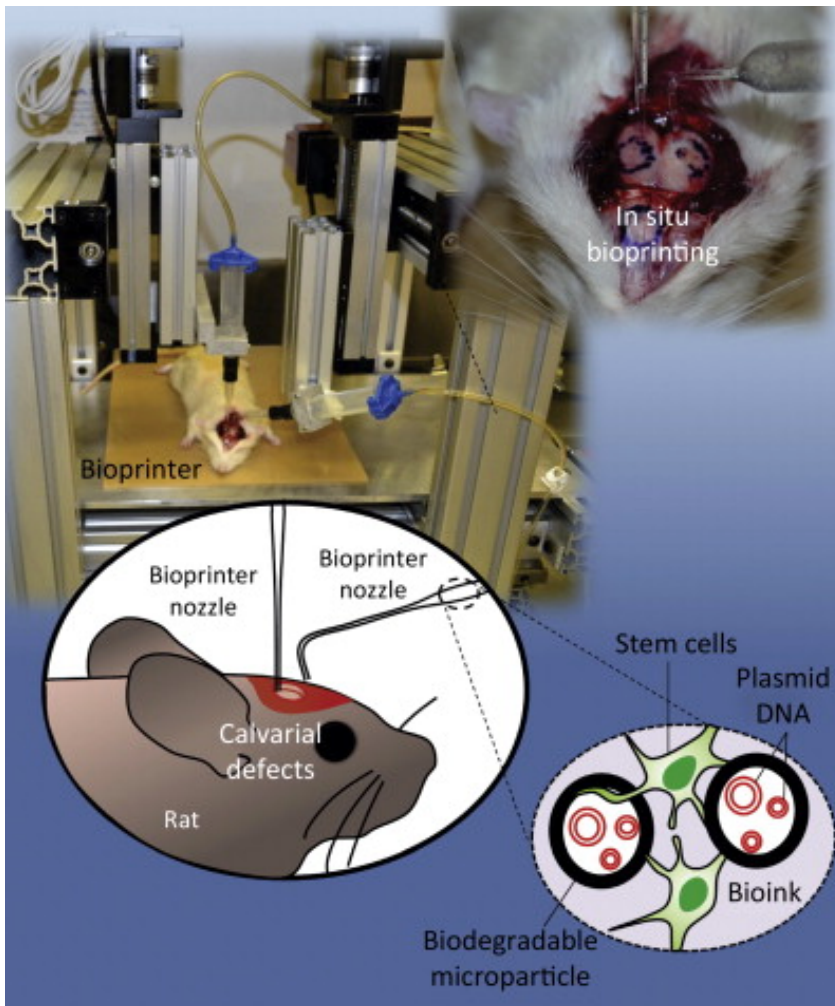 In situ
bioprinting
Bioprinter
Bioprinter
nozzle
Bioprinter
nozzle
Stem cells
Plasmid
DNA
Calvarial
defects
Rat
Bioink
Biodegradable
microparticle